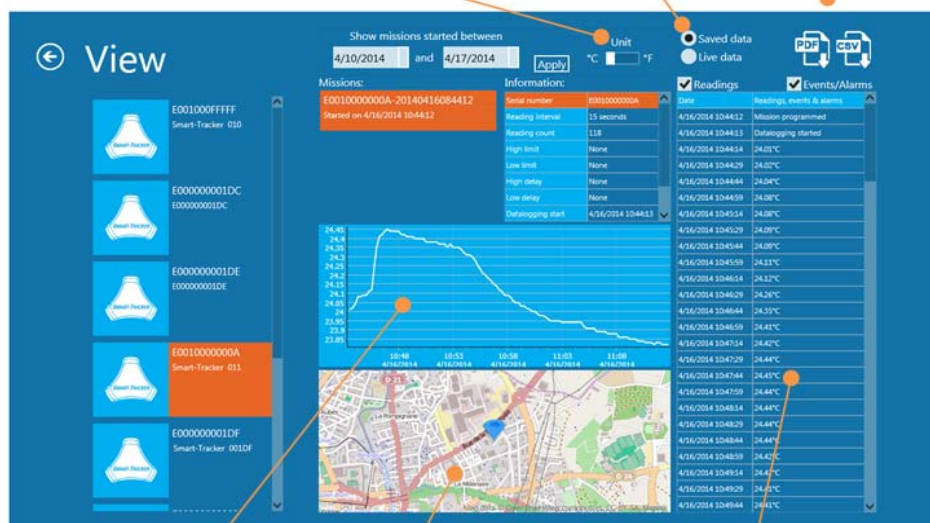 View
Show missions started between
4/10/2014 and 4/17/2014 Apply
Unit
°C °F
Saved data
Live data
PDF CSV
E001000FFFFF
Smart-Tracker 010
E000000001DC
E000000001DC
E000000001DE
E000000001DE
E0010000000A
Smart-Tracker 011
E000000001DF
Smart-Tracker 001DF
Missions:
E0010000000A-20140416084412
Started on 4/16/2014 10:44:12
Information:
Serial number E0010000000A
Reading interval 15 seconds
Reading count 118
High limit None
Low limit None
High delay None
Low delay None
Datalogging start 4/16/2014 10:44:13
Readings Events/Alarms
Date Readings, events & alarms
4/16/2014 10:44:12 Mission programmed
4/16/2014 10:44:13 Datalogging started
4/16/2014 10:44:14 24.01°C
4/16/2014 10:44:29 24.02°C
4/16/2014 10:44:44 24.04°C
4/16/2014 10:44:59 24.08°C
4/16/2014 10:45:14 24.08°C
4/16/2014 10:45:29 24.09°C
4/16/2014 10:45:44 24.09°C
4/16/2014 10:45:59 24.11°C
4/16/2014 10:46:14 24.12°C
4/16/2014 10:46:29 24.26°C
4/16/2014 10:46:44 24.35°C
4/16/2014 10:46:59 24.41°C
4/16/2014 10:47:14 24.42°C
4/16/2014 10:47:29 24.44°C
4/16/2014 10:47:44 24.45°C
4/16/2014 10:47:59 24.44°C
4/16/2014 10:48:14 24.44°C
4/16/2014 10:48:29 24.44°C
4/16/2014 10:48:44 24.44°C
4/16/2014 10:48:59 24.42°C
4/16/2014 10:49:14
4/16/2014 10:49:29
4/16/2014 10:49:44 24.41°C
24.45
24.4
24.35
24.3
24.25
24.2
24.15
24.1
24.05
24
23.95
23.9
23.85
10:48 10:53 10:58 11:03 11:08
4/16/2014 4/16/2014 4/16/2014 4/16/2014 4/16/2014
D 21
La Pompignane
Le Millénaire